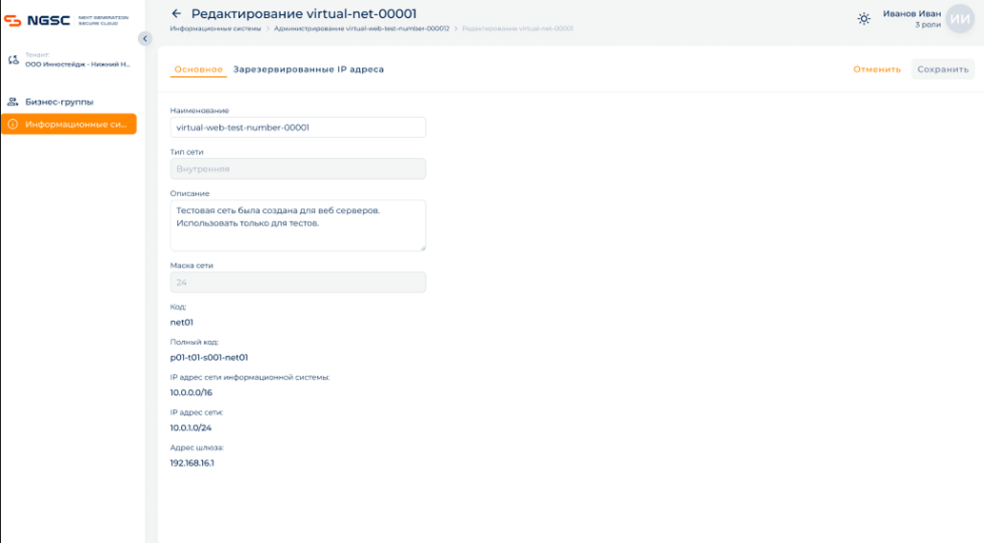 NGSC
NEXT GENERATION
SECURE CLOUD
Тенант:
ООО Инностейдж - Нижний Н...
Бизнес-группы
Информационные си...
Редактирование virtual-net-00001
Информационные системы > Администрирование virtual-web-test-number-000012 > Редактирование virtual-net-00001
Иванов Иван
3 роли
ИИ
Основное Зарезервированные IP адреса
Отменить Сохранить
Наименование
virtual-web-test-number-00001
Тип сети
Внутренняя
Описание
Тестовая сеть была создана для веб серверов.
Использовать только для тестов.
Маска сети
24
Код:
net01
Полный код:
p01-t01-s001-net01
IP адрес сети информационной системы:
10.0.0.0/16
IP адрес сети:
10.0.1.0/24
Адрес шлюза:
192.168.16.1